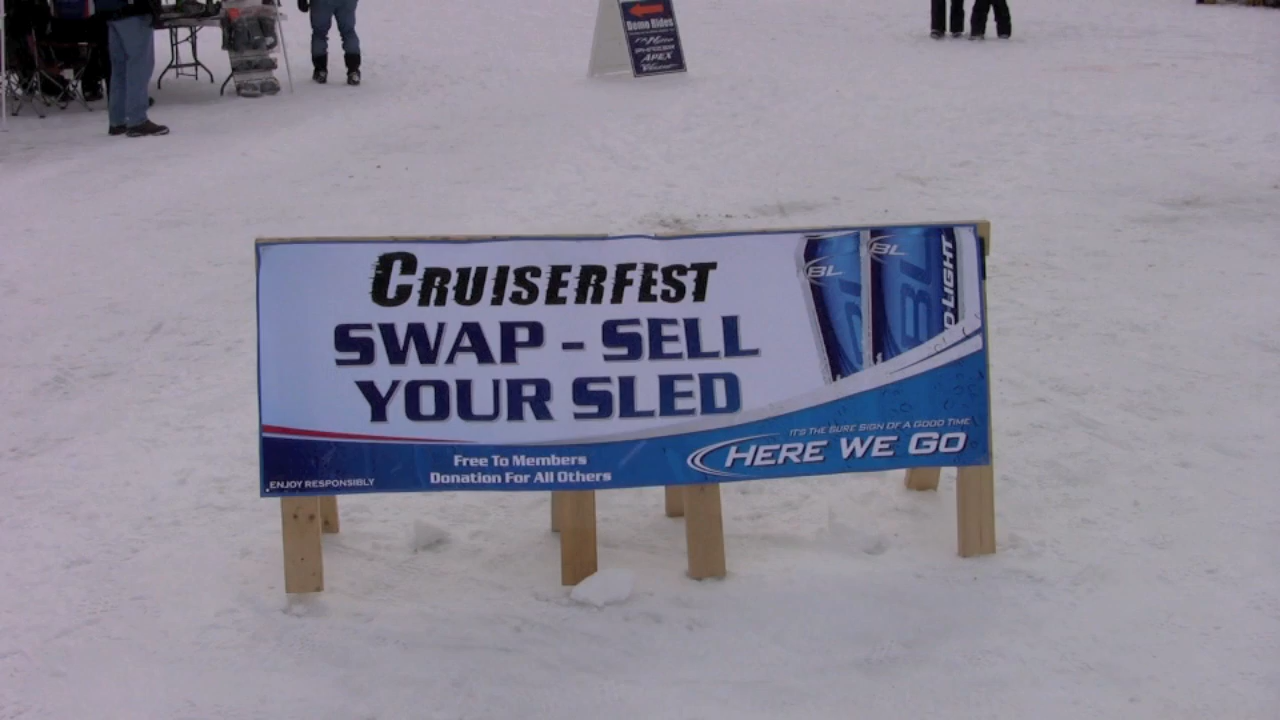 Demo Rides
APEX
CRUISERFEST
SWAP - SELL
YOUR SLED
BL
BL
BL
D LIGHT
IT'S THE SURE SIGN OF A GOOD TIME
HERE WE GO
Free To Members
Donation For All Others
ENJOY RESPONSIBLY